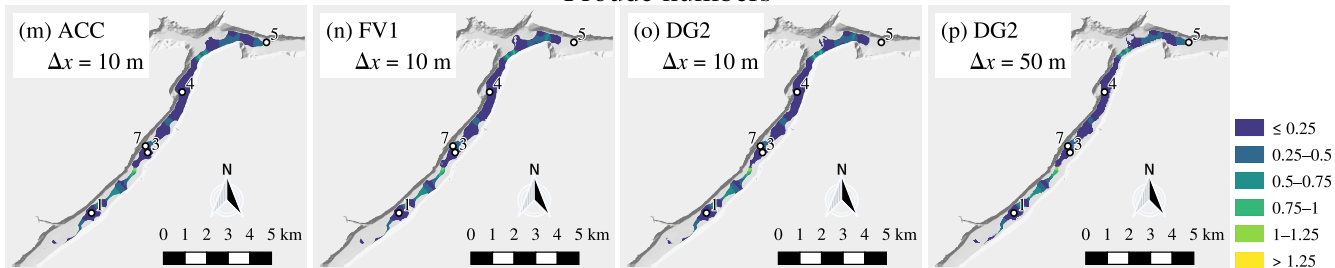 Froude numbers
(m) ACC
Δx = 10 m
5
4
7
3
1
N
0 1 2 3 4 5 km
(n) FV1
Δx = 10 m
5
4
7
3
1
N
0 1 2 3 4 5 km
(o) DG2
Δx = 10 m
5
4
7
3
1
N
0 1 2 3 4 5 km
(p) DG2
Δx = 50 m
5
4
7
3
1
N
0 1 2 3 4 5 km
≤ 0.25
0.25–0.5
0.5–0.75
0.75–1
1–1.25
> 1.25